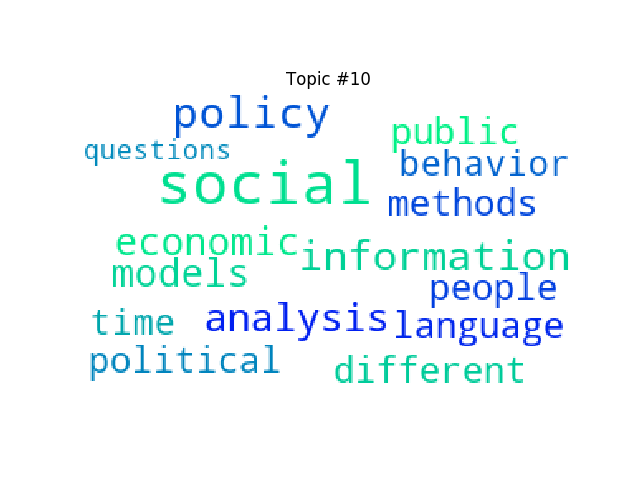 Topic #10
policy
public
questions
behavior
social
methods
economic
information
models
people
time
analysis
language
political
different